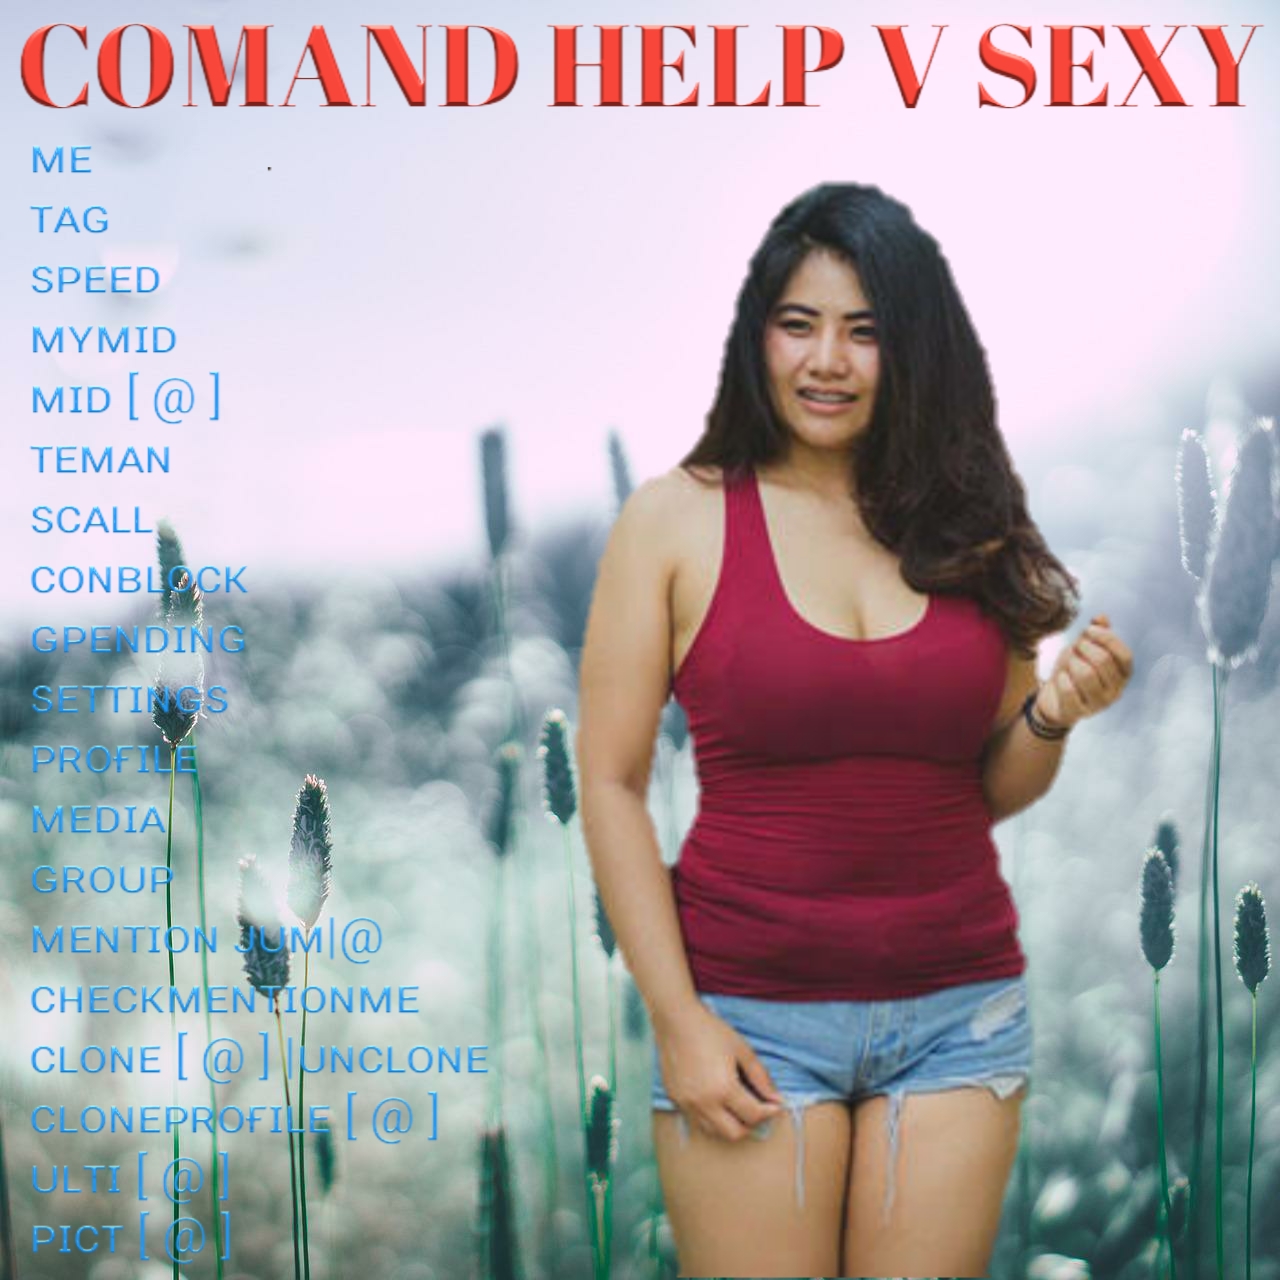 COMAND HELP V SEXY
ME
TAG
SPEED
MYMID
MID [ @ ]
TEMAN
SCALL
CONBLOCK
GPENDING
SETTINGS
PROFILE
MEDIA
GROUP
MENTION JUM|@
CHECKMENTIONME
CLONE [ @ ] |UNCLONE
CLONEPROFILE [ @ ]
ULTI [ @ ]
PICT [ @ ]